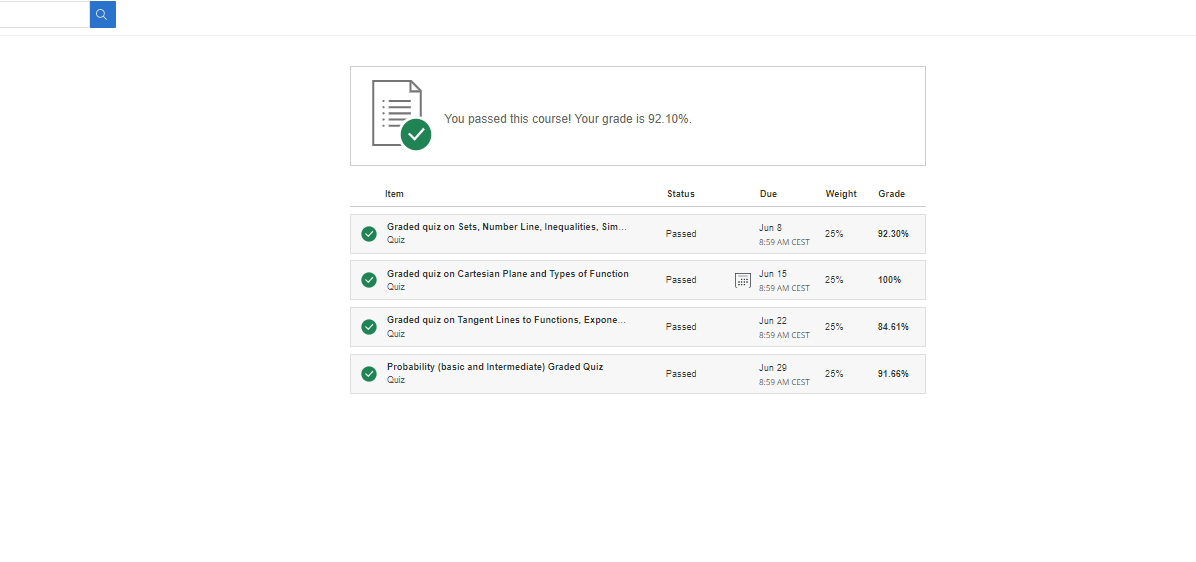 You passed this course! Your grade is 92.10%.
Item Status Due Weight Grade
Graded quiz on Sets, Number Line, Inequalities, Sim...
Quiz
Passed
Jun 8
8:59 AM CEST
25%
92.30%
Graded quiz on Cartesian Plane and Types of Function
Quiz
Passed
Jun 15
8:59 AM CEST
25%
100%
Graded quiz on Tangent Lines to Functions, Expone...
Quiz
Passed
Jun 22
8:59 AM CEST
25%
84.61%
Probability (basic and Intermediate) Graded Quiz
Quiz
Passed
Jun 29
8:59 AM CEST
25%
91.66%